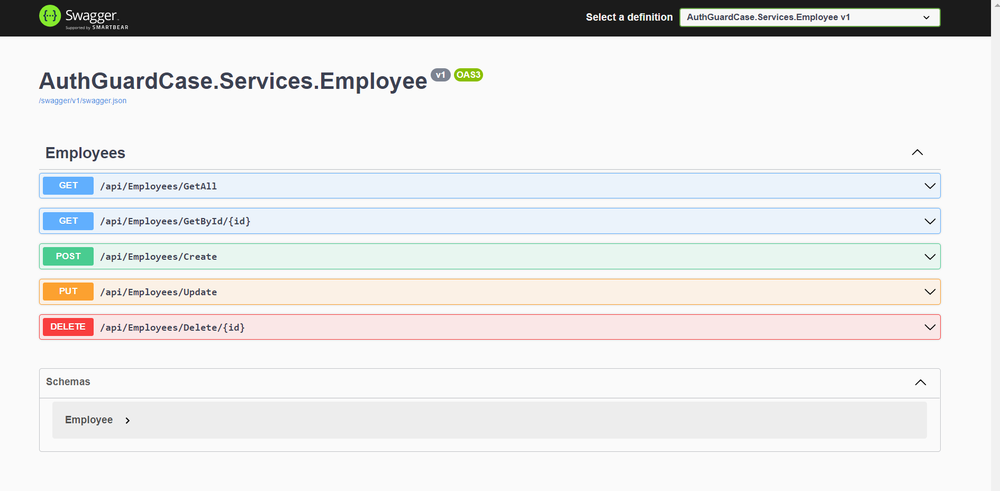 Swagger
Supported by SMARTBEAR
Select a definition
AuthGuardCase.Services.Employee v1
AuthGuardCase.Services.Employee v1 OAS3
/swagger/v1/swagger.json
Employees
GET /api/Employees/GetAll
GET /api/Employees/GetById/{id}
POST /api/Employees/Create
PUT /api/Employees/Update
DELETE /api/Employees/Delete/{id}
Schemas
Employee